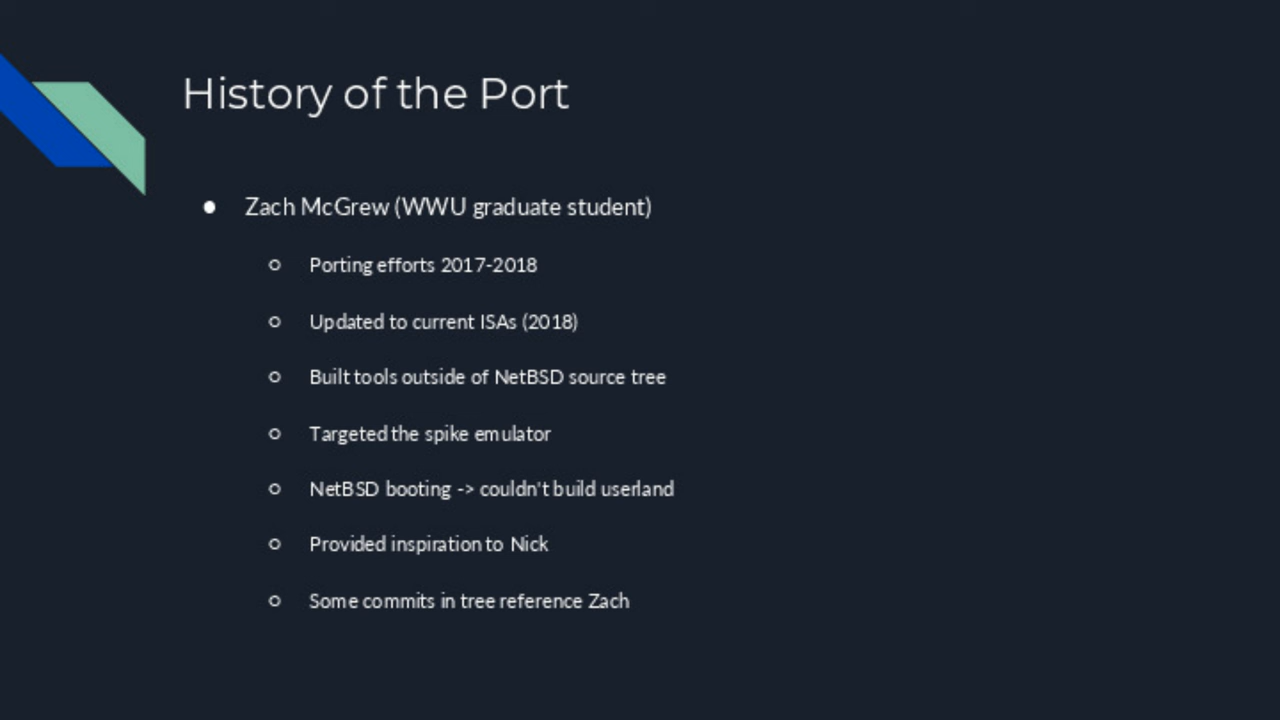 History of the Port
● Zach McGrew (WWU graduate student)
○ Porting efforts 2017-2018
○ Updated to current ISAs (2018)
○ Built tools outside of NetBSD source tree
○ Targeted the spike emulator
○ NetBSD booting -> couldn't build userland
○ Provided inspiration to Nick
○ Some commits in tree reference Zach